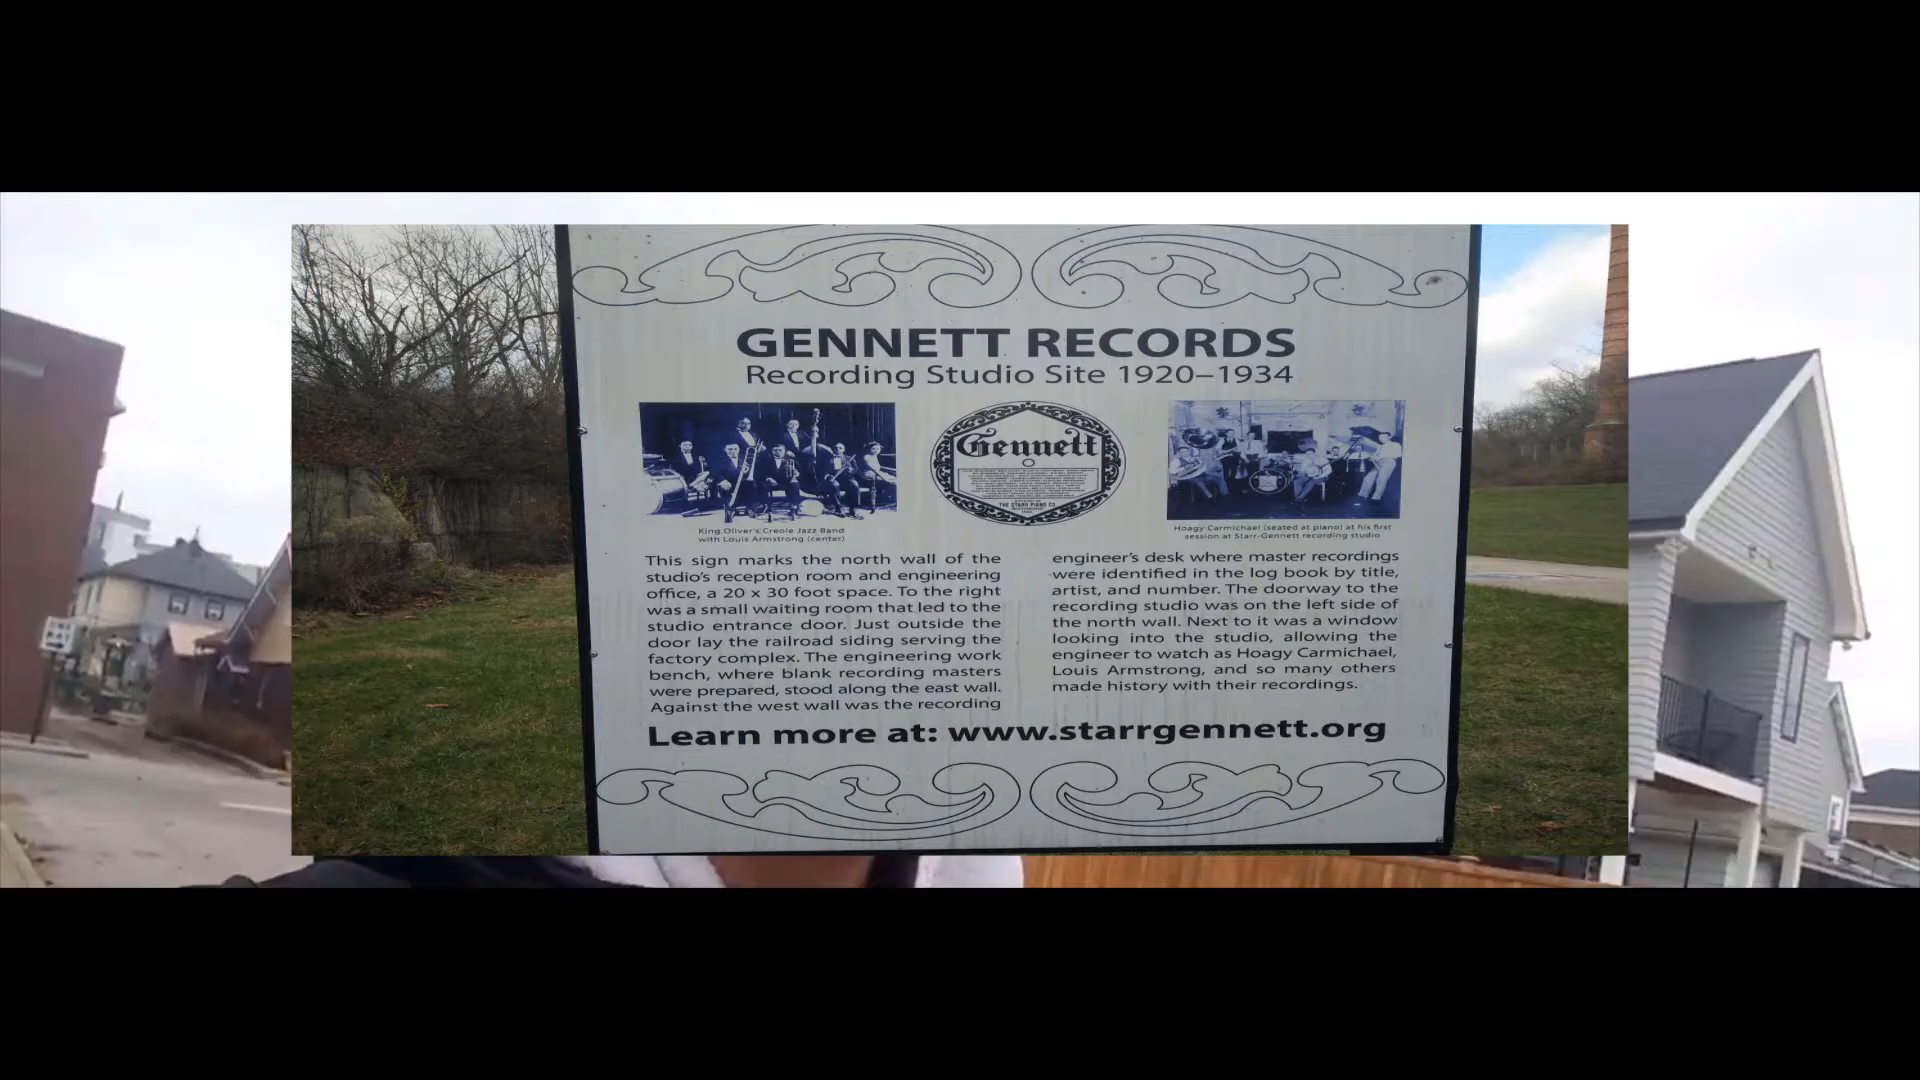 GENNETT RECORDS
Recording Studio Site 1920–1934
Gennett
THE STARR PIANO CO
King Oliver's Creole Jazz Band
with Louis Armstrong (center)
Hoagy Carmichael (seated at piano) at his first
session at Starr-Gennett recording studio
This sign marks the north wall of the
studio's reception room and engineering
office, a 20 x 30 foot space. To the right
was a small waiting room that led to the
studio entrance door. Just outside the
door lay the railroad siding serving the
factory complex. The engineering work
bench, where blank recording masters
were prepared, stood along the east wall.
Against the west wall was the recording
engineer's desk where master recordings
were identified in the log book by title,
artist, and number. The doorway to the
recording studio was on the left side of
the north wall. Next to it was a window
looking into the studio, allowing the
engineer to watch as Hoagy Carmichael,
Louis Armstrong, and so many others
made history with their recordings.
Learn more at: www.starrgennett.org